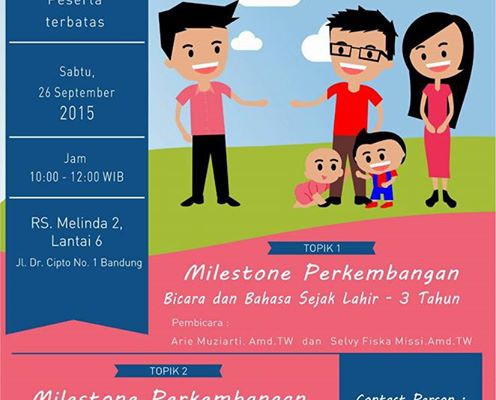 Peserta
terbatas
Sabtu,
26 September
2015
Jam
10:00 - 12:00 WIB
RS. Melinda 2,
Lantai 6
Jl. Dr. Cipto No. 1 Bandung
TOPIK 1
Milestone Perkembangan
Bicara dan Bahasa Sejak Lahir - 3 Tahun
Pembicara :
Arie Muziarti. Amd.TW dan Selvy Fiska Missi.Amd.TW
TOPIK 2
Milestone Perkembangan
Contact Person :